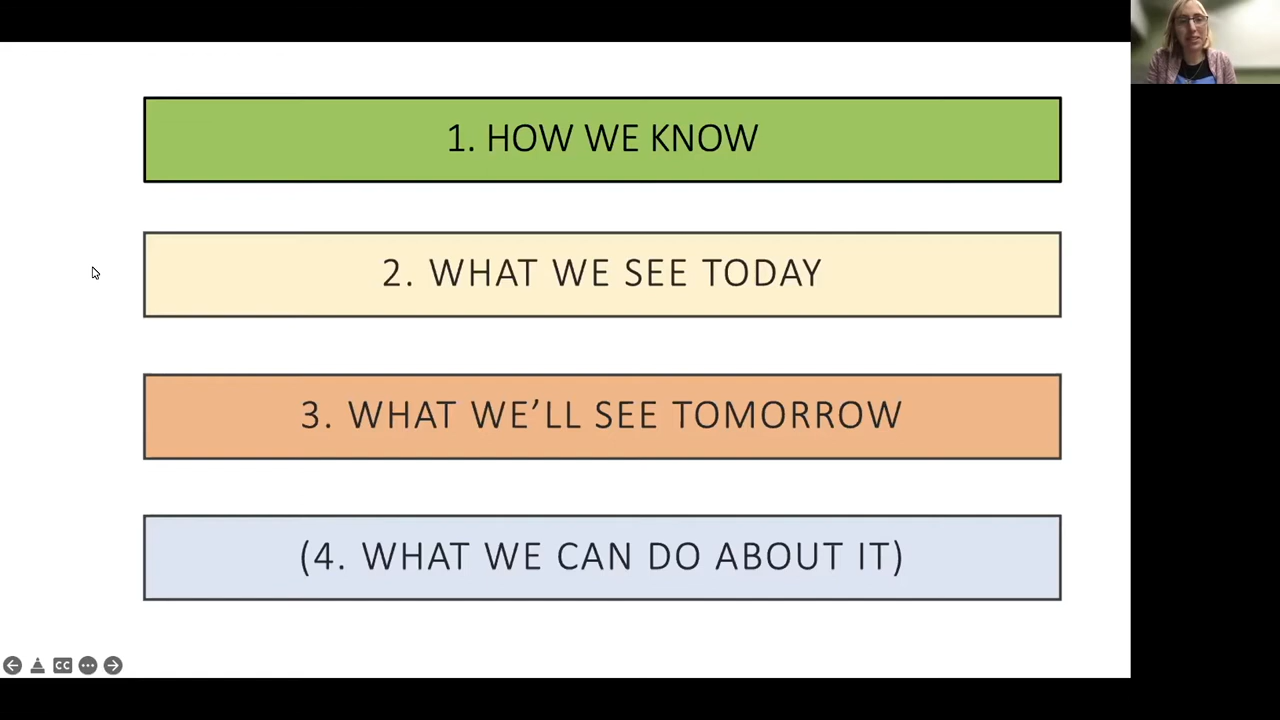 1. HOW WE KNOW
2. WHAT WE SEE TODAY
3. WHAT WE’LL SEE TOMORROW
(4. WHAT WE CAN DO ABOUT IT)
CC